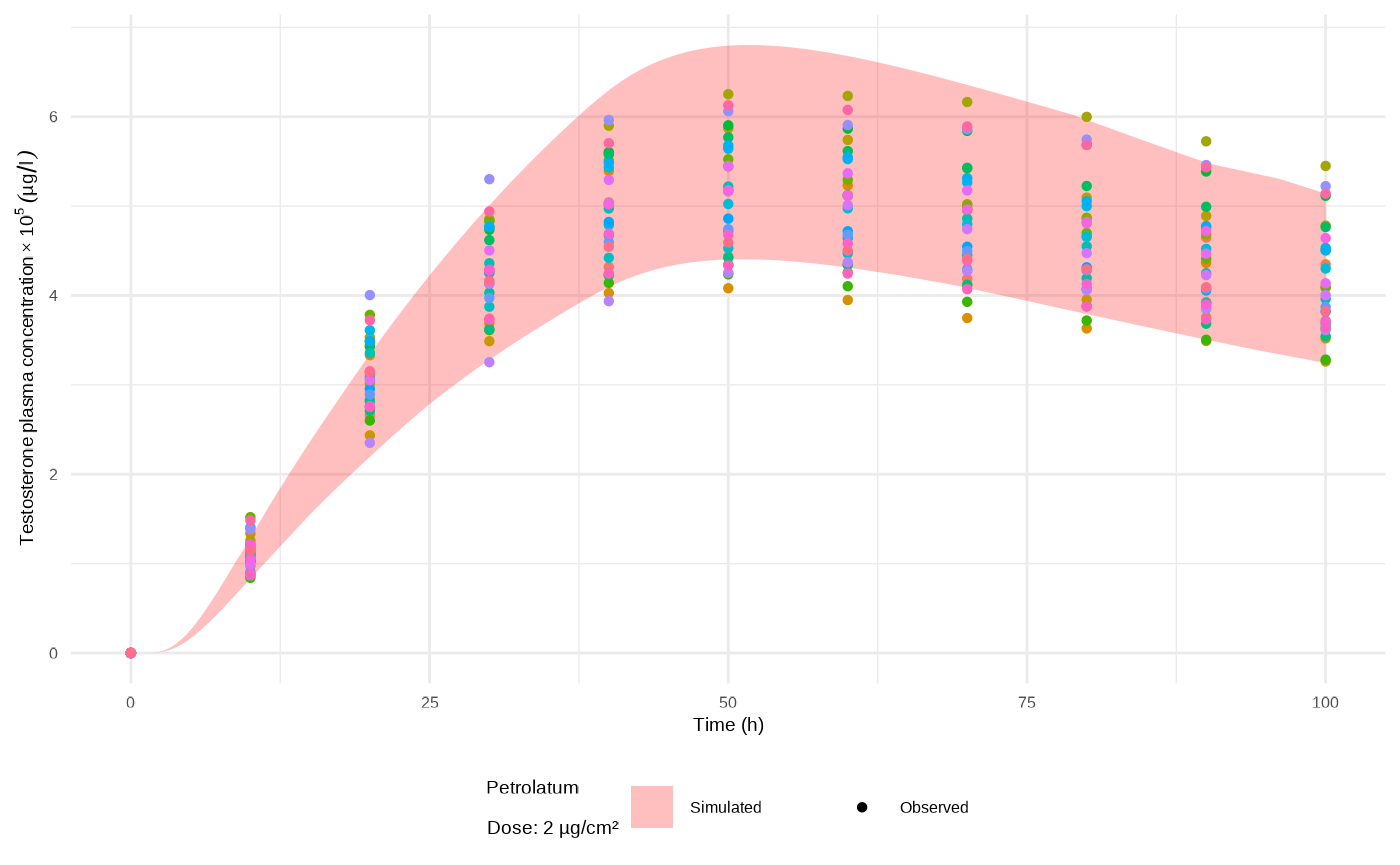 Testosterone plasma concentration × 10⁵ (µg/l )
6
4
2
0
0 25 50 75 100
Time (h)
Petrolatum
Dose: 2 µg/cm²
Simulated
Observed